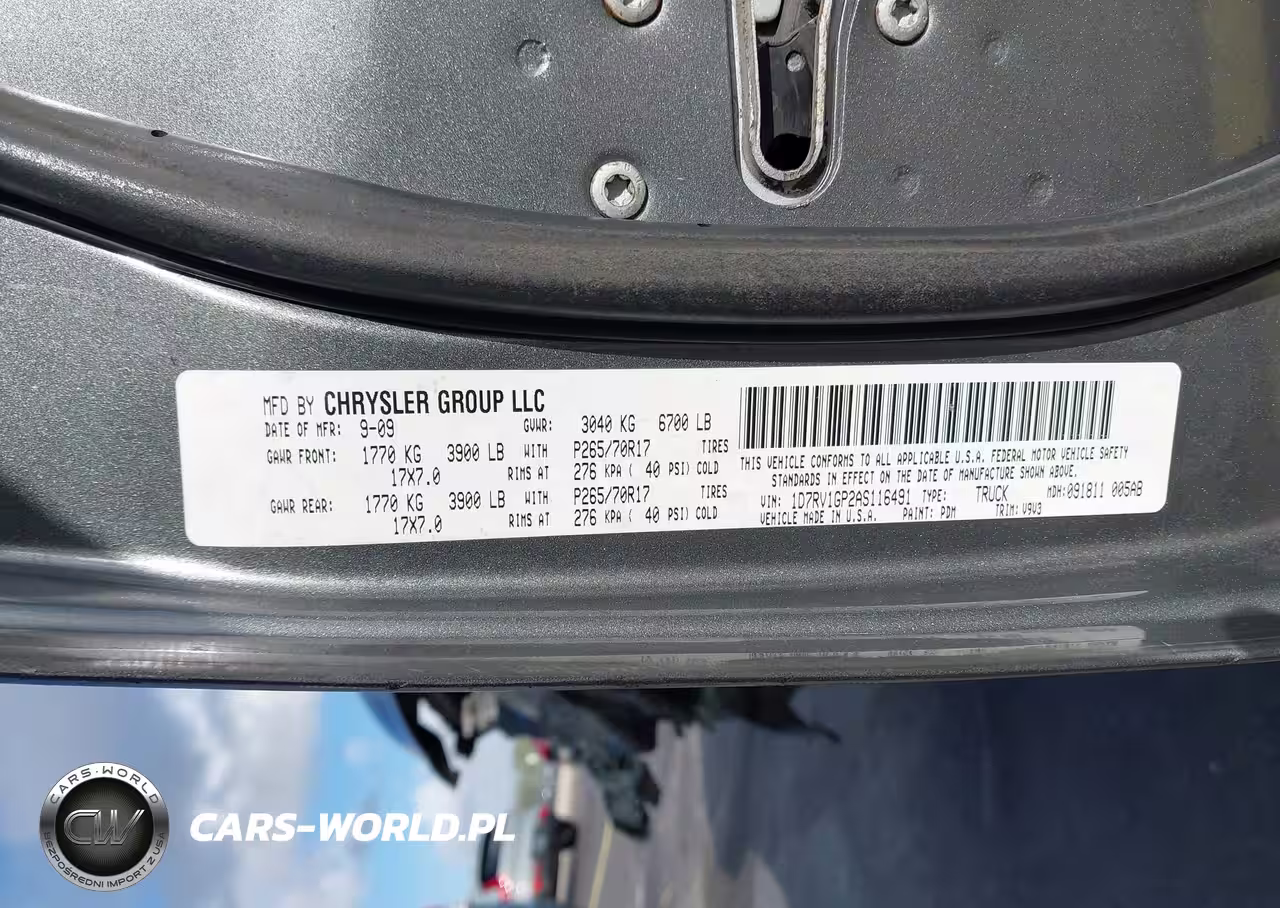 MFD BY CHRYSLER GROUP LLC
DATE OF MFR: 9-09 GVWR: 3040 KG 6700 LB
GAWR FRONT: 1770 KG 3900 LB WITH P265/70R17 TIRES
17X7.0 RIMS AT 276 KPA ( 40 PSI) COLD
GAWR REAR: 1770 KG 3900 LB WITH P265/70R17 TIRES
17X7.0 RIMS AT 276 KPA ( 40 PSI) COLD
THIS VEHICLE CONFORMS TO ALL APPLICABLE U.S.A. FEDERAL MOTOR VEHICLE SAFETY
STANDARDS IN EFFECT ON THE DATE OF MANUFACTURE SHOWN ABOVE.
VIN: 1D7RV1GP2AS116491 TYPE: TRUCK MDH:091811 005AB
VEHICLE MADE IN U.S.A. PAINT: PDM TRIM: V9V3
CARS-WORLD
CW
BEZPOŚREDNI IMPORT Z USA
CARS-WORLD.PL